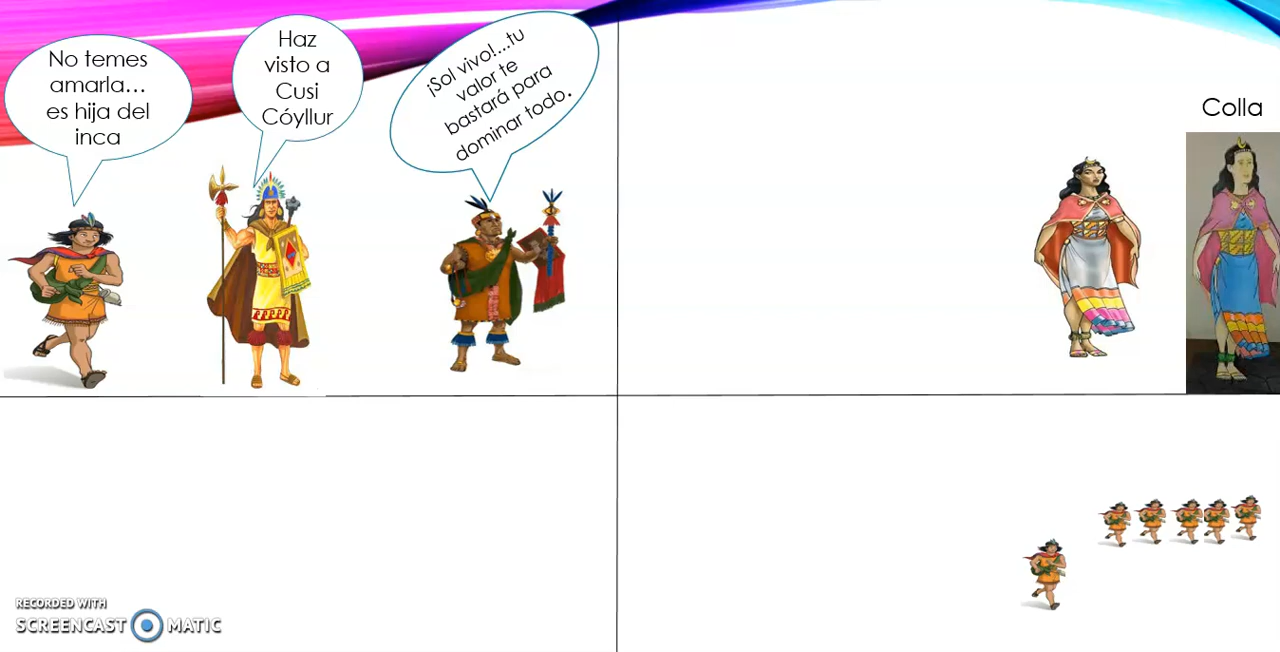 No temes
amarla...
es hija del
inca
Haz
visto a
Cusi
Cóyllur
¡Sol vivo!...tu
valor te
bastará para
dominar todo.
Colla
RECORDED WITH
SCREENCAST MATIC